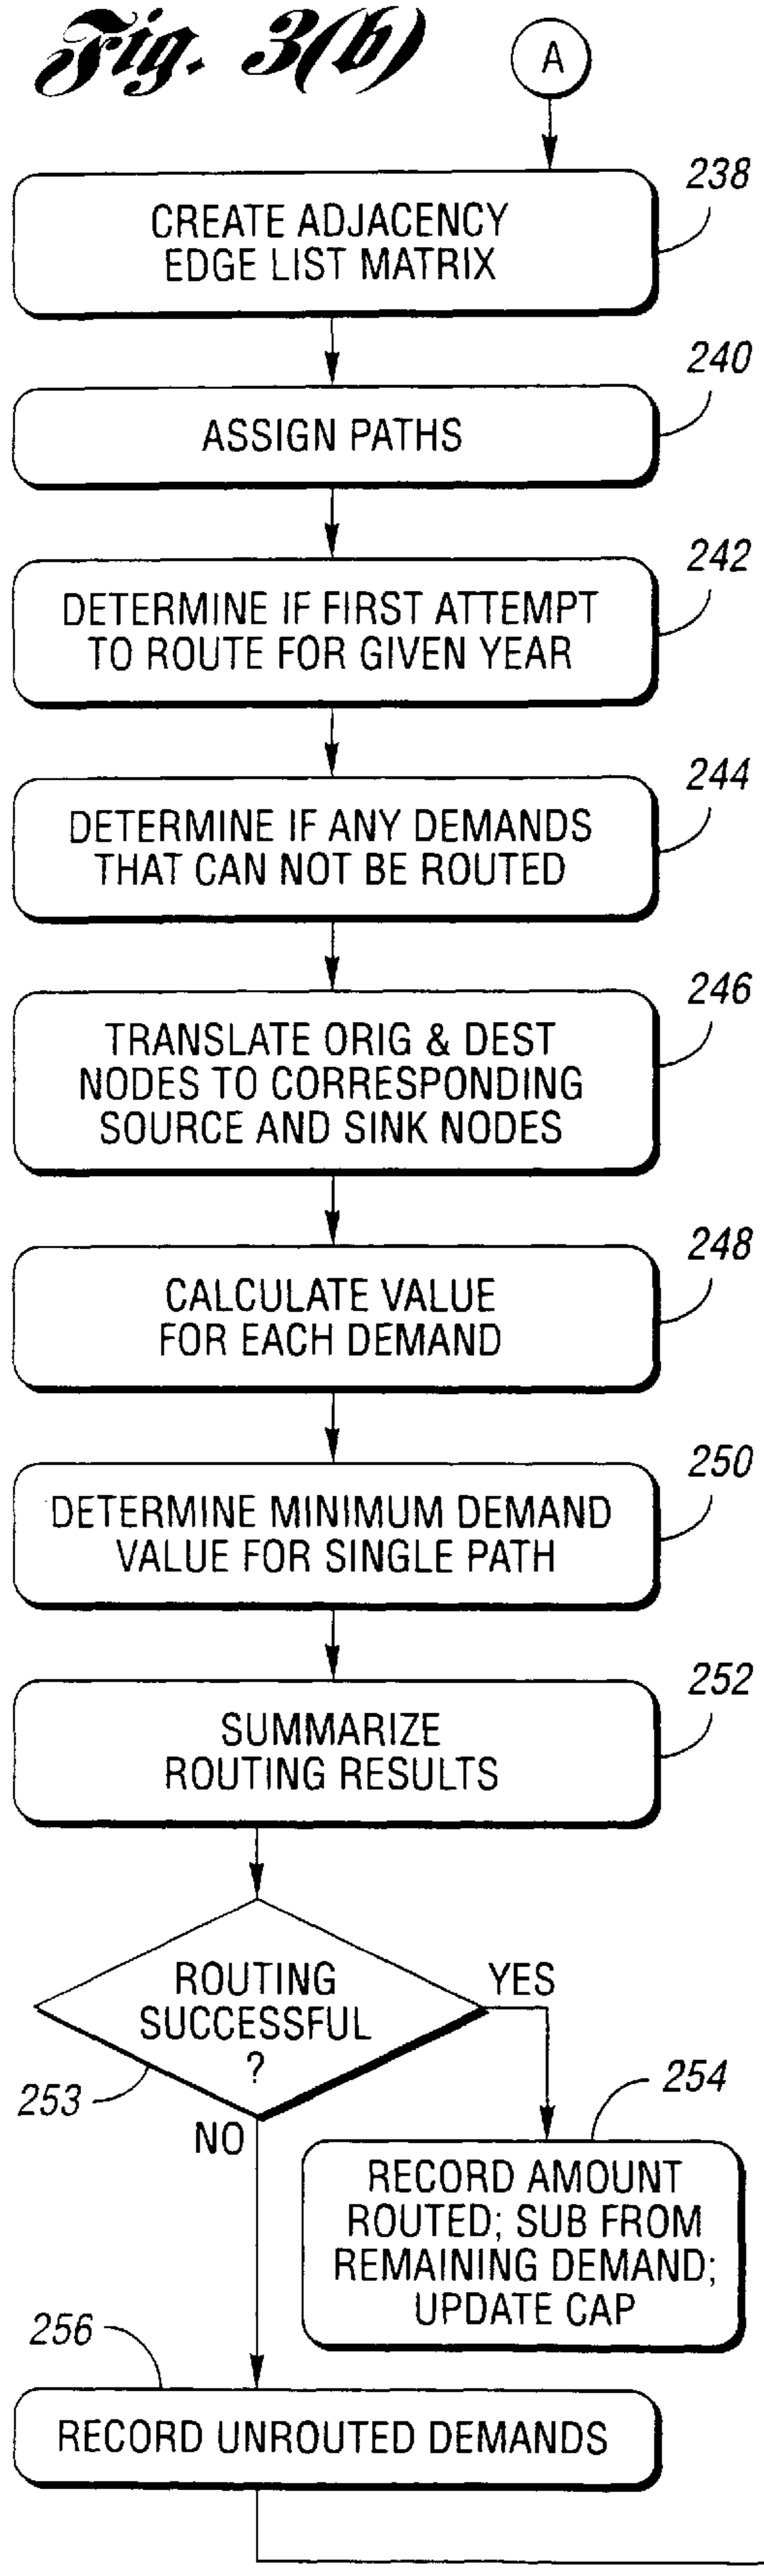 Fig. 3(b)
A
238
CREATE ADJACENCY
EDGE LIST MATRIX
240
ASSIGN PATHS
242
DETERMINE IF FIRST ATTEMPT
TO ROUTE FOR GIVEN YEAR
244
DETERMINE IF ANY DEMANDS
THAT CAN NOT BE ROUTED
246
TRANSLATE ORIG & DEST
NODES TO CORRESPONDING
SOURCE AND SINK NODES
248
CALCULATE VALUE
FOR EACH DEMAND
250
DETERMINE MINIMUM DEMAND
VALUE FOR SINGLE PATH
252
SUMMARIZE
ROUTING RESULTS
ROUTING
SUCCESSFUL
?
YES
253
NO
254
RECORD AMOUNT
ROUTED; SUB FROM
REMAINING DEMAND;
UPDATE CAP
256
RECORD UNROUTED DEMANDS